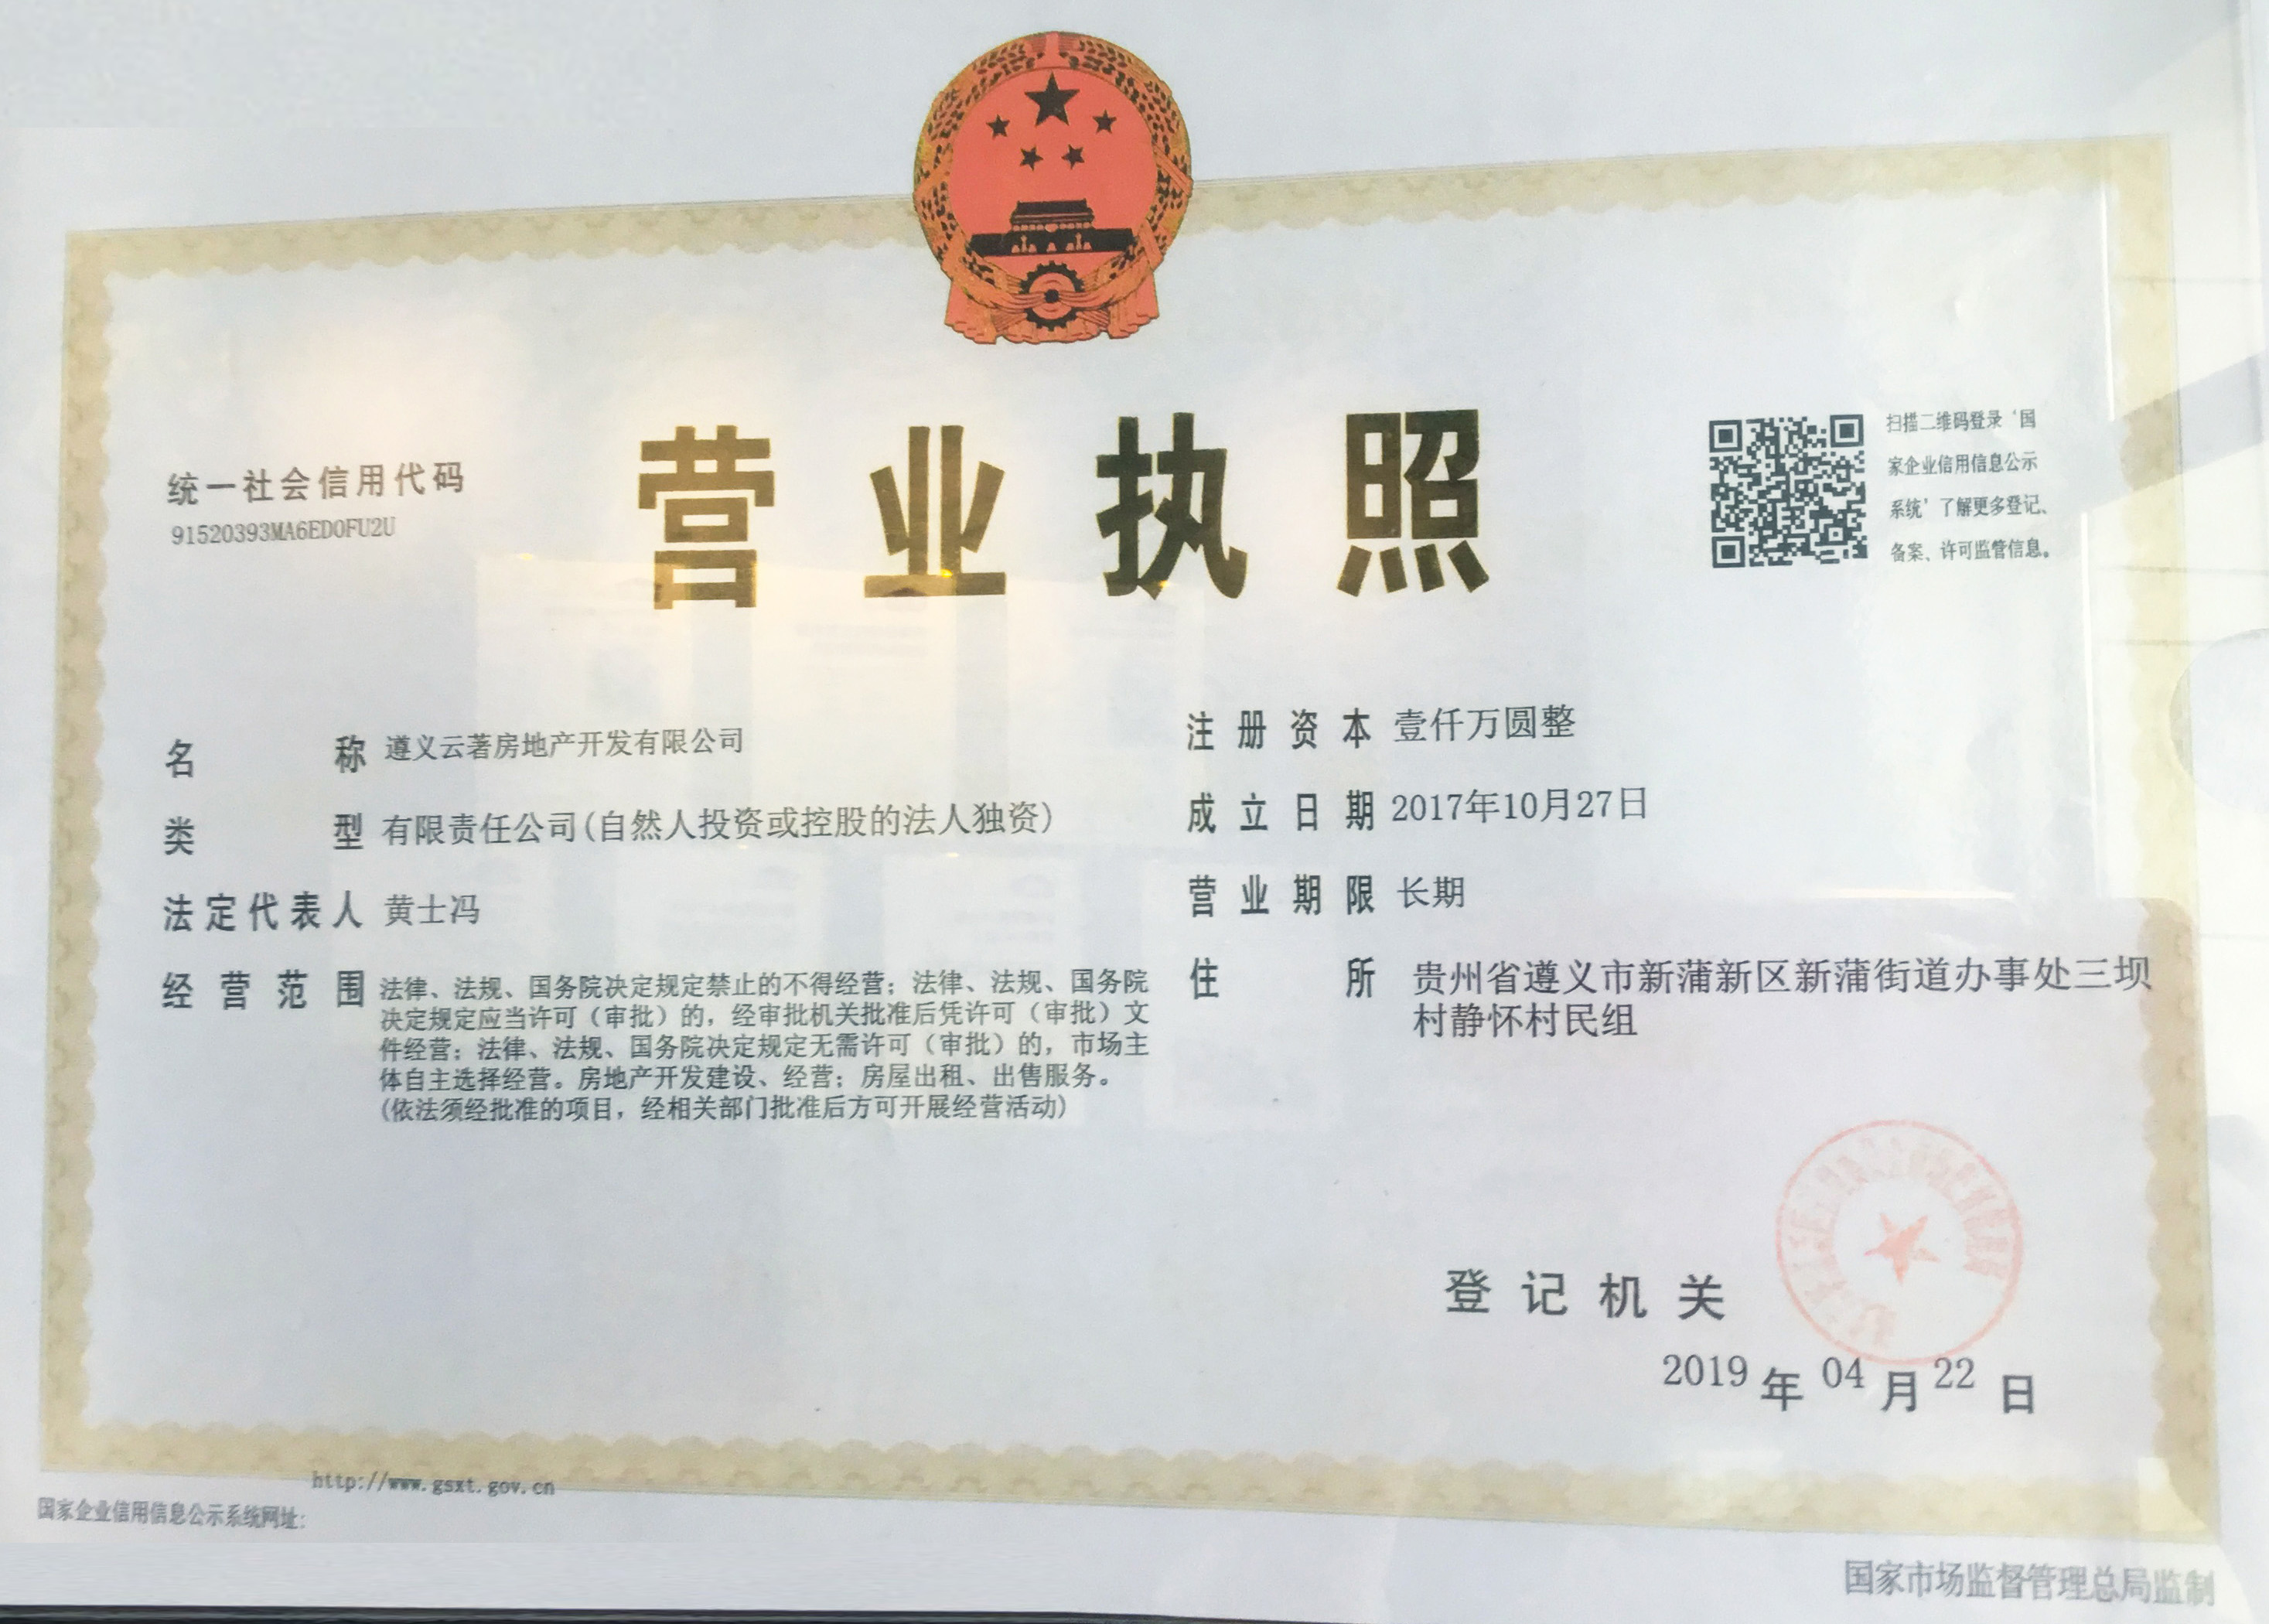 统一社会信用代码
91520393MA6ED0FU2U
营业执照
扫描二维码登录‘国
家企业信用信息公示
系统’了解更多登记、
备案、许可监管信息。
名称 遵义云著房地产开发有限公司
类型 有限责任公司(自然人投资或控股的法人独资)
法定代表人 黄士冯
经营范围 法律、法规、国务院决定规定禁止的不得经营；法律、法规、国务院
决定规定应当许可（审批）的，经审批机关批准后凭许可（审批）文
件经营；法律、法规、国务院决定规定无需许可（审批）的，市场主
体自主选择经营。房地产开发建设、经营；房屋出租、出售服务。
(依法须经批准的项目，经相关部门批准后方可开展经营活动)
注册资本 壹仟万圆整
成立日期 2017年10月27日
营业期限 长期
住所 贵州省遵义市新蒲新区新蒲街道办事处三坝
村静怀村民组
登记机关
2019年04月22日
http://www.gsxt.gov.cn
国家企业信用信息公示系统网址:
国家市场监督管理总局监制